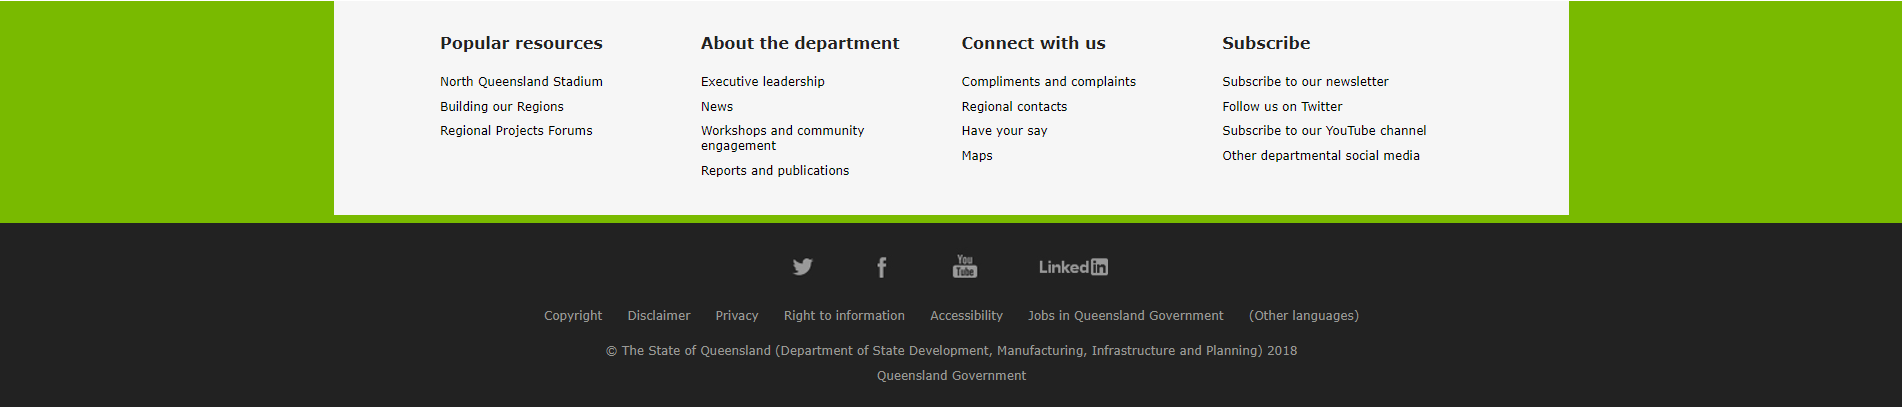 Popular resources
North Queensland Stadium
Building our Regions
Regional Projects Forums
About the department
Executive leadership
News
Workshops and community
engagement
Reports and publications
Connect with us
Compliments and complaints
Regional contacts
Have your say
Maps
Subscribe
Subscribe to our newsletter
Follow us on Twitter
Subscribe to our YouTube channel
Other departmental social media
You
Tube
Linked in
Copyright Disclaimer Privacy Right to information Accessibility Jobs in Queensland Government (Other languages)
© The State of Queensland (Department of State Development, Manufacturing, Infrastructure and Planning) 2018
Queensland Government